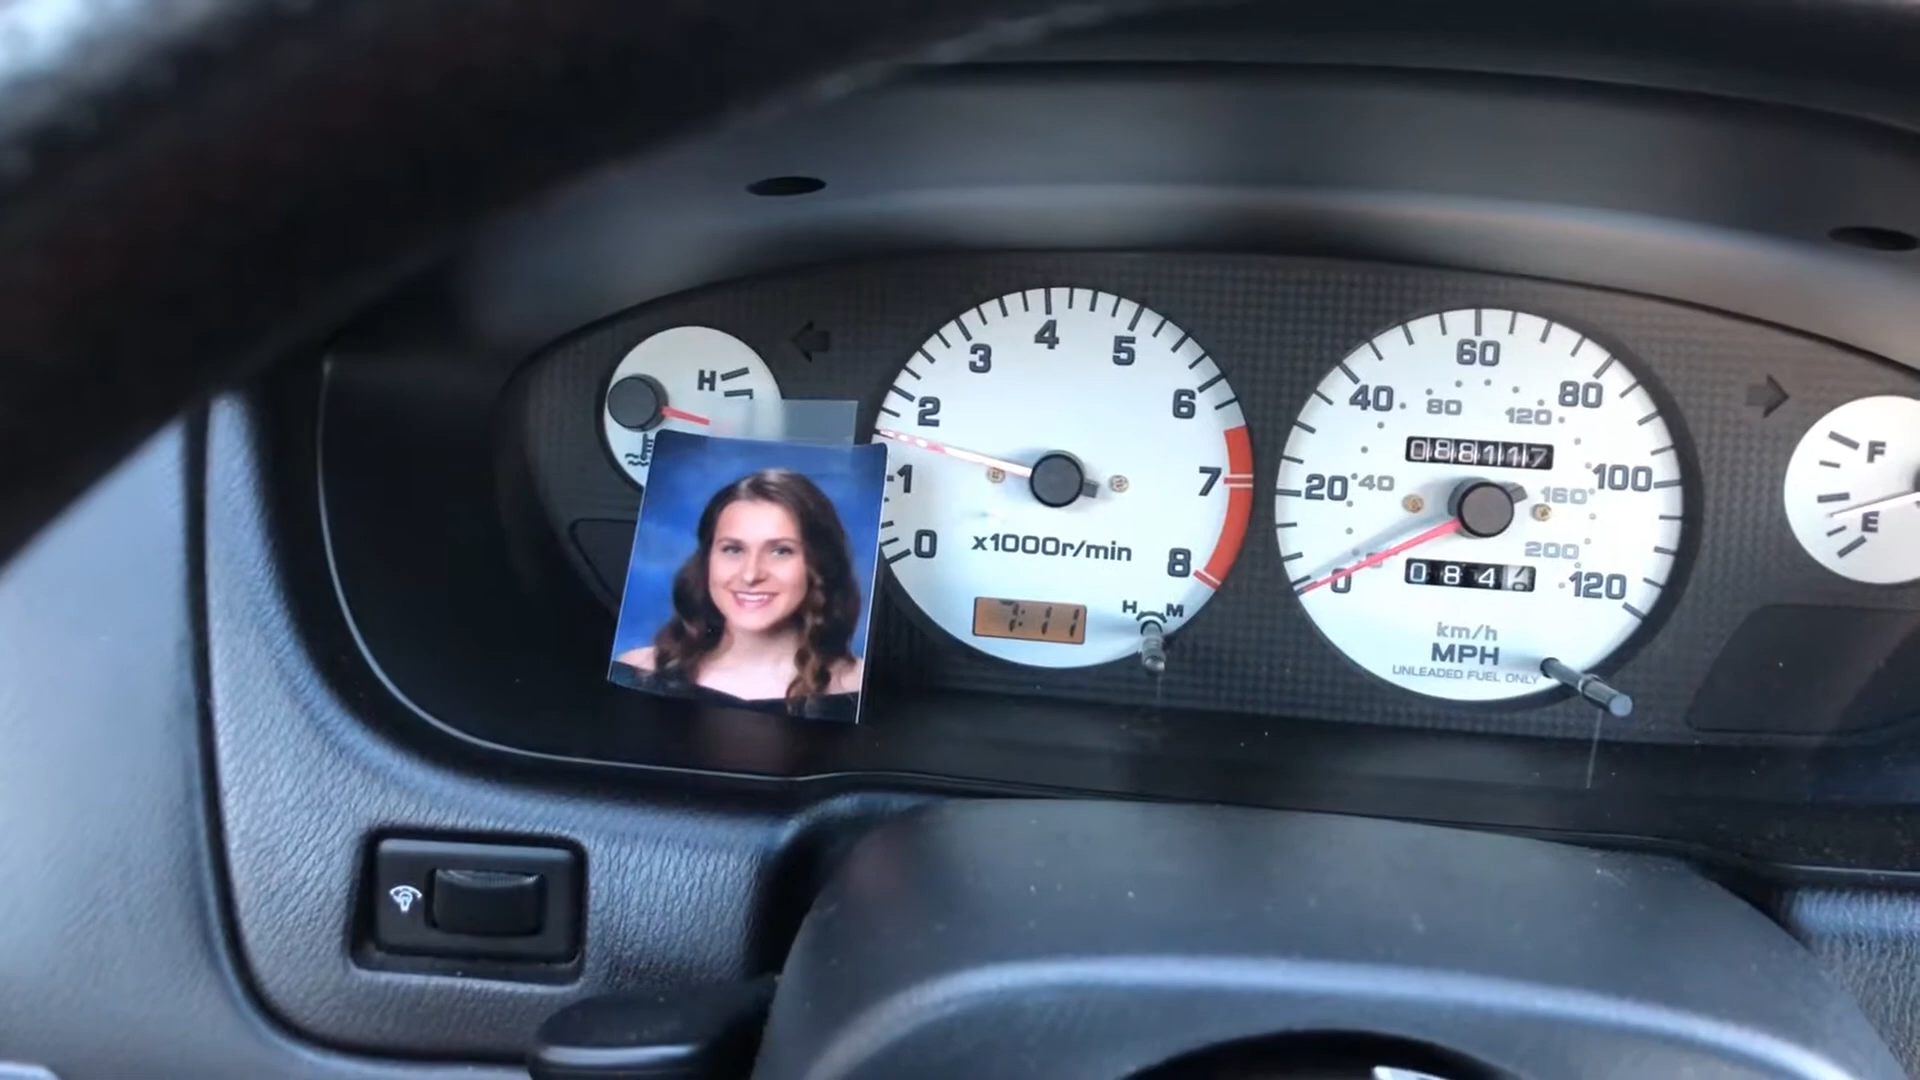 H
0 1 2 3 4 5 6 7 8
x1000r/min
7:11
H M
0 20 40 60 80 100 120
40 80 120 160 200
088117
084
km/h
MPH
UNLEADED FUEL ONLY
F
E